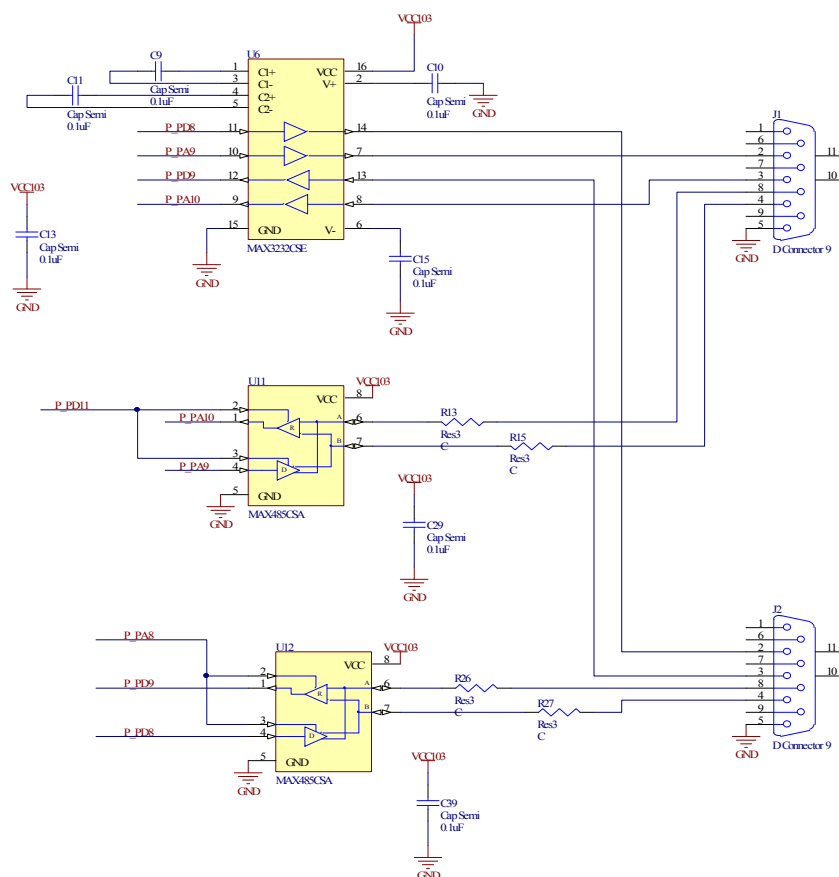 VCC103
U6
C9
Cap Semi
0.1uF
C11
Cap Semi
0.1uF
1 C1+
3 C1-
4 C2+
5 C2-
VCC 16
V+ 2
C10
Cap Semi
0.1uF
GND
P_PD8 11
14
P_PA9 10
7
P_PD9 12
13
P_PA10 9
8
15 GND
V- 6
MAX3232CSE
GND
C15
Cap Semi
0.1uF
GND
VCC103
C13
Cap Semi
0.1uF
GND
J1
1
6
2
7
3
8
4
9
5
11
10
GND
D Connector 9
U11
VCC103
VCC 8
P_PD11
2
P_PA10 1
R
A 6
B 7
3
P_PA9 4
D
5 GND
GND
MAX485CSA
R13
Res3
C
R15
Res3
C
VCC103
C29
Cap Semi
0.1uF
GND
U12
VCC103
VCC 8
P_PA8
2
P_PD9
1
R
A 6
B 7
3
P_PD8
4
D
5 GND
GND
MAX485CSA
R26
Res3
C
R27
Res3
C
VCC103
C39
Cap Semi
0.1uF
GND
J2
1
6
2
7
3
8
4
9
5
11
10
GND
D Connector 9